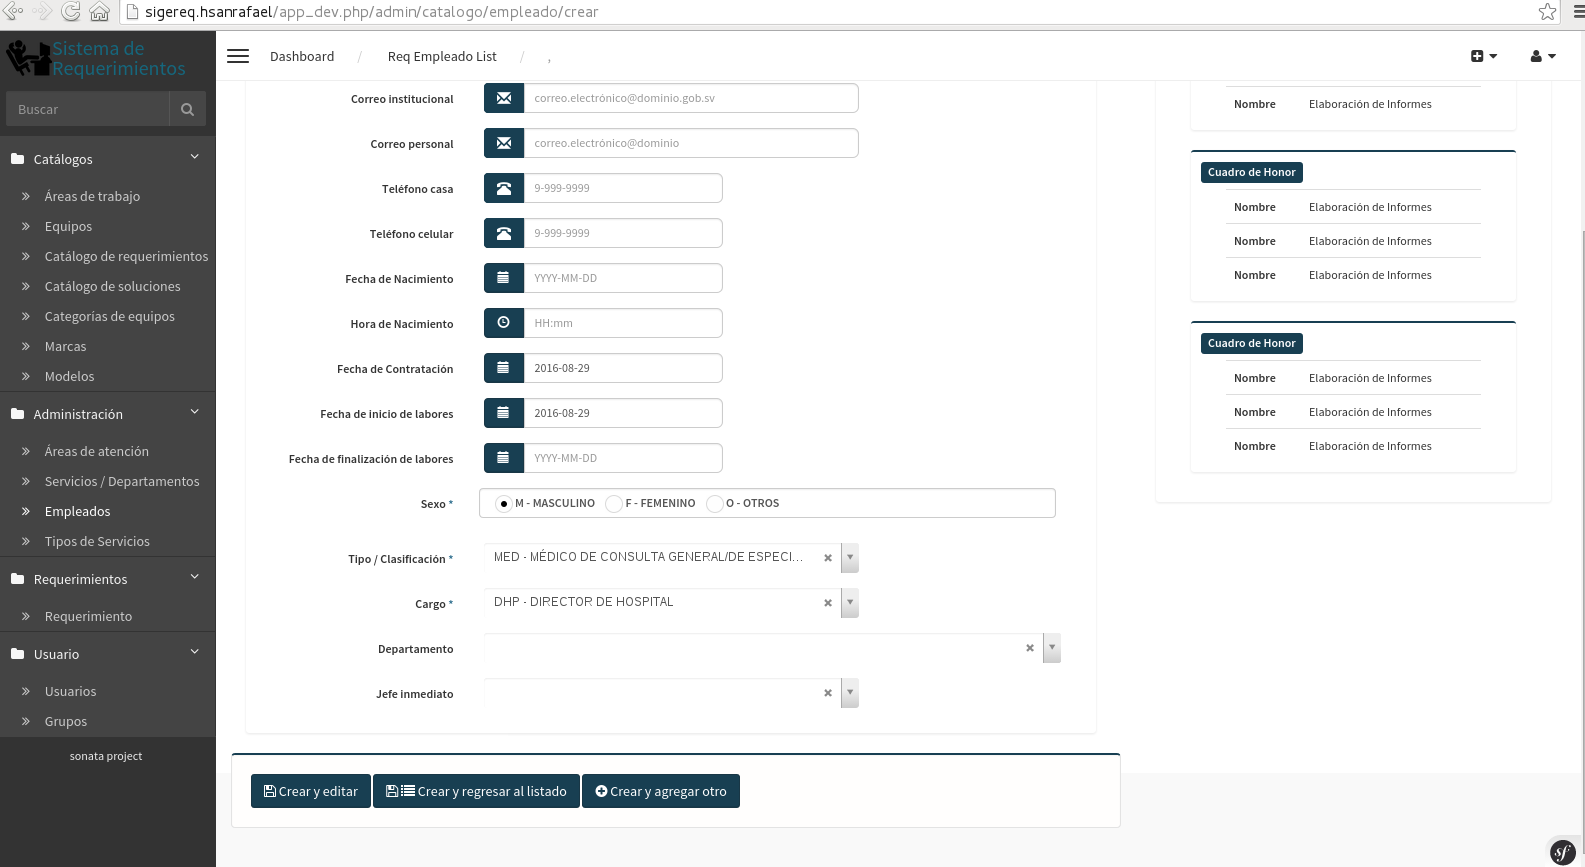 sigereq.hsanrafael/app_dev.php/admin/catalogo/empleado/crear
Sistema de
Requerimientos
Buscar
Catálogos
Áreas de trabajo
Equipos
Catálogo de requerimientos
Catálogo de soluciones
Categorías de equipos
Marcas
Modelos
Administración
Áreas de atención
Servicios / Departamentos
Empleados
Tipos de Servicios
Requerimientos
Requerimiento
Usuario
Usuarios
Grupos
sonata project
Dashboard / Req Empleado List / ,
Correo institucional correo.electrónico@dominio.gob.sv
Correo personal correo.electrónico@dominio
Teléfono casa 9-999-9999
Teléfono celular 9-999-9999
Fecha de Nacimiento YYYY-MM-DD
Hora de Nacimiento HH:mm
Fecha de Contratación 2016-08-29
Fecha de inicio de labores 2016-08-29
Fecha de finalización de labores YYYY-MM-DD
Sexo * M - MASCULINO F - FEMENINO O - OTROS
Tipo / Clasificación * MED - MÉDICO DE CONSULTA GENERAL/DE ESPECI...
Cargo * DHP - DIRECTOR DE HOSPITAL
Departamento
Jefe inmediato
Crear y editar Crear y regresar al listado Crear y agregar otro
Nombre Elaboración de Informes
Cuadro de Honor
Nombre Elaboración de Informes
Nombre Elaboración de Informes
Nombre Elaboración de Informes
Cuadro de Honor
Nombre Elaboración de Informes
Nombre Elaboración de Informes
Nombre Elaboración de Informes
sf